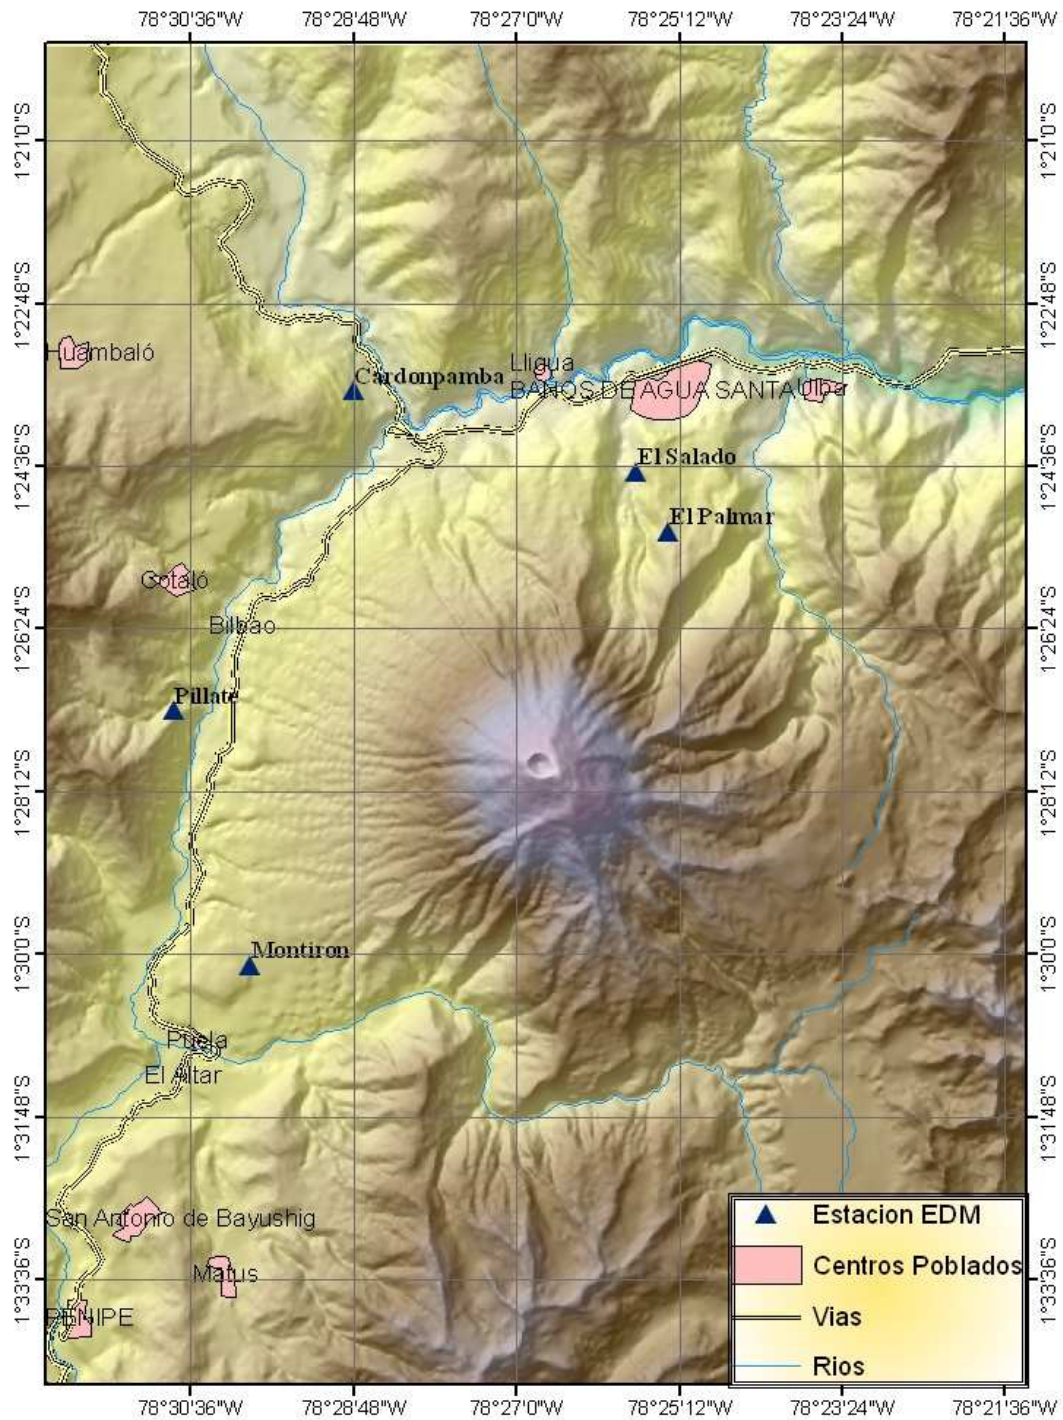 78°30'36"W 78°28'48"W 78°27'0"W 78°25'12"W 78°23'24"W 78°21'36"W
1°21'0"S 1°21'0"S
1°22'48"S 1°22'48"S
Huambaló
Lligua
Cardonpamba
BAÑOS DE AGUA SANTA Ulba
El Salado
1°24'36"S 1°24'36"S
El Palmar
Cotaló
Bilbao
1°26'24"S 1°26'24"S
Pillate
1°28'12"S 1°28'12"S
Montiron
1°30'0"S 1°30'0"S
Puela
El Altar
1°31'48"S 1°31'48"S
San Antonio de Bayushig
Matus
1°33'36"S 1°33'36"S
PENIPE
Estacion EDM
Centros Poblados
Vias
Rios
78°30'36"W 78°28'48"W 78°27'0"W 78°25'12"W 78°23'24"W 78°21'36"W